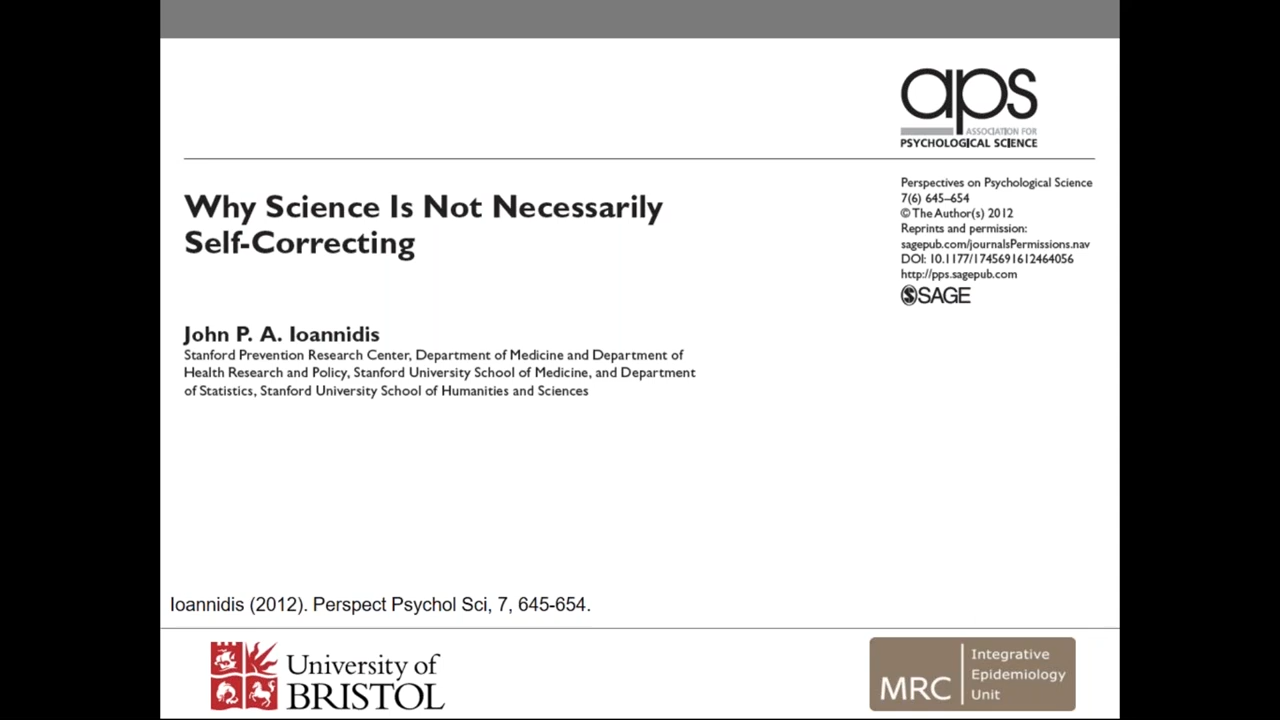 aps
ASSOCIATION FOR
PSYCHOLOGICAL SCIENCE
Why Science Is Not Necessarily
Self-Correcting
Perspectives on Psychological Science
7(6) 645–654
© The Author(s) 2012
Reprints and permission:
sagepub.com/journalsPermissions.nav
DOI: 10.1177/1745691612464056
http://pps.sagepub.com
SAGE
John P. A. Ioannidis
Stanford Prevention Research Center, Department of Medicine and Department of
Health Research and Policy, Stanford University School of Medicine, and Department
of Statistics, Stanford University School of Humanities and Sciences
Ioannidis (2012). Perspect Psychol Sci, 7, 645-654.
University of
BRISTOL
MRC
Integrative
Epidemiology
Unit